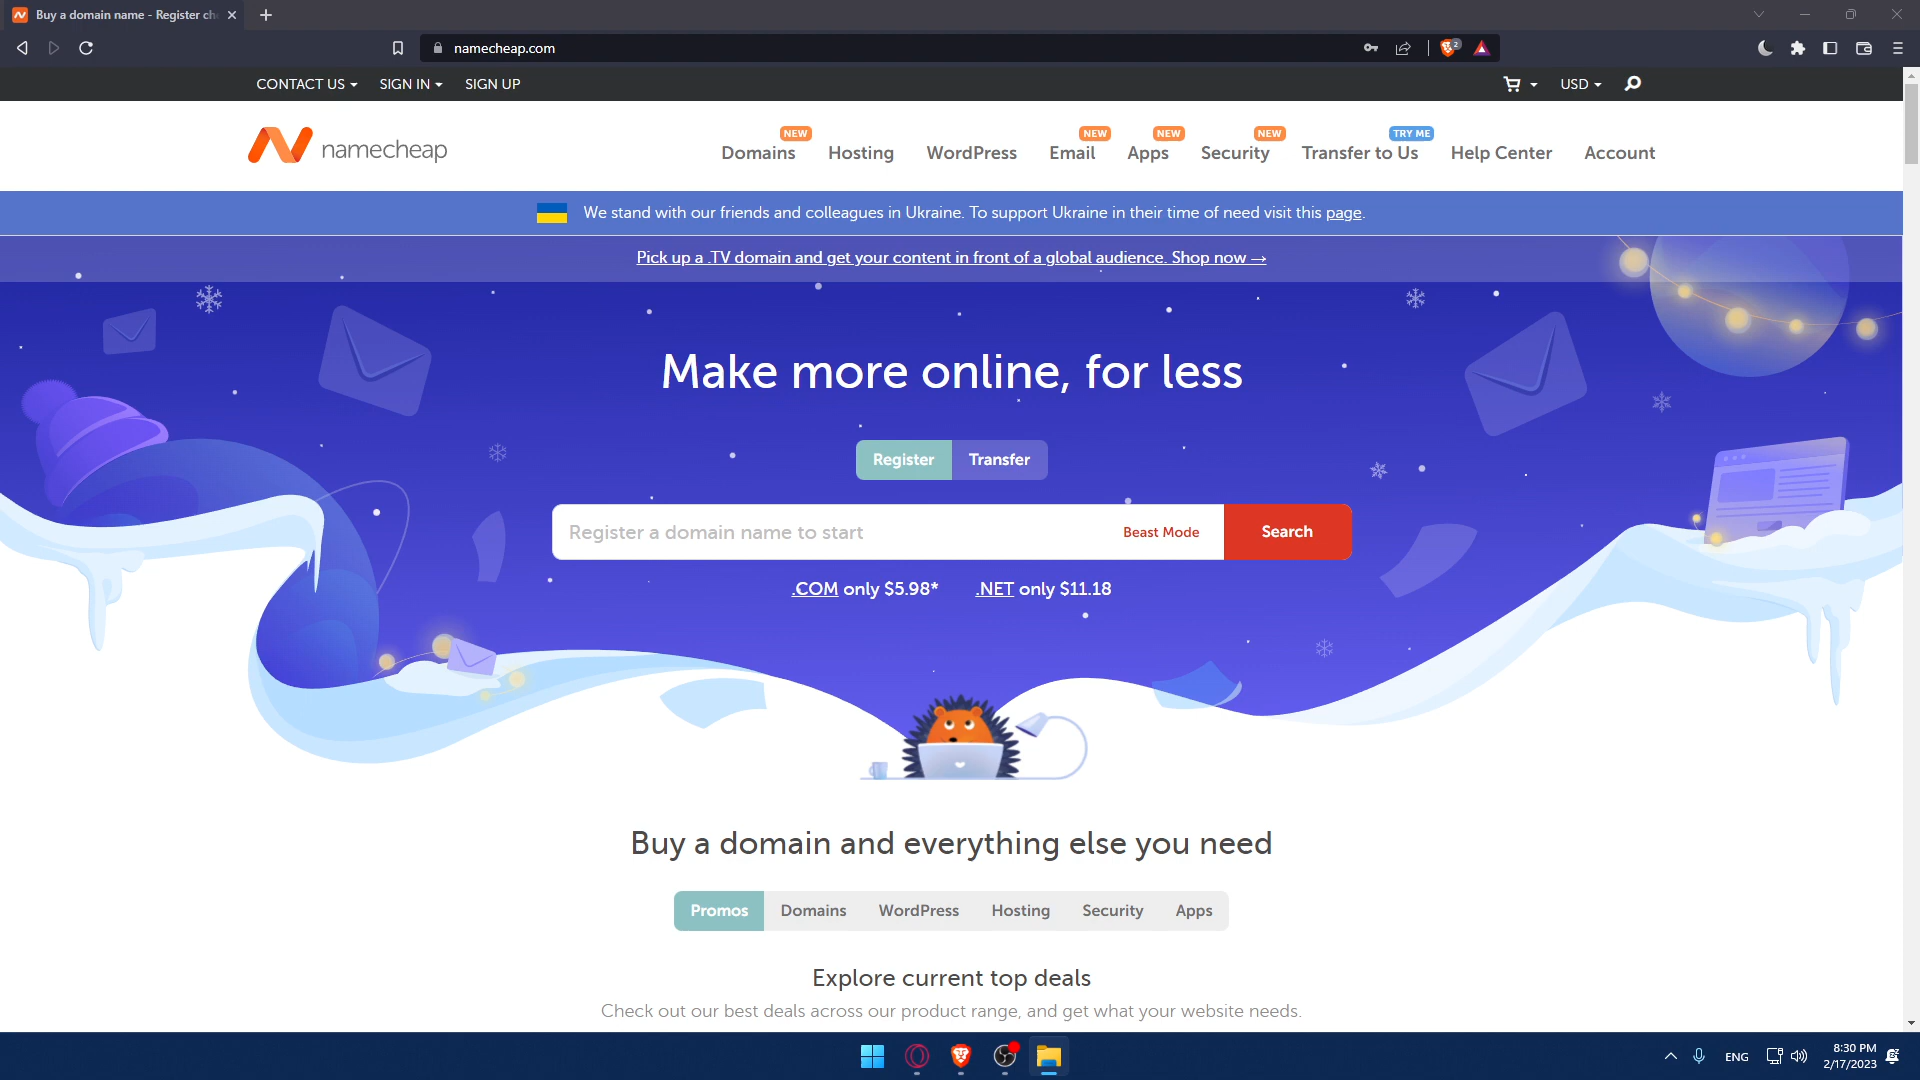 Buy a domain name - Register ch
namecheap.com
2
CONTACT US
SIGN IN
SIGN UP
USD
namecheap
NEW
NEW
NEW
NEW
TRY ME
Domains
Hosting
WordPress
Email
Apps
Security
Transfer to Us
Help Center
Account
We stand with our friends and colleagues in Ukraine. To support Ukraine in their time of need visit this page.
Pick up a .TV domain and get your content in front of a global audience. Shop now →
Make more online, for less
Register
Transfer
Register a domain name to start
Beast Mode
Search
.COM only $5.98*
.NET only $11.18
Buy a domain and everything else you need
Promos
Domains
WordPress
Hosting
Security
Apps
Explore current top deals
Check out our best deals across our product range, and get what your website needs.
ENG
8:30 PM
2/17/2023